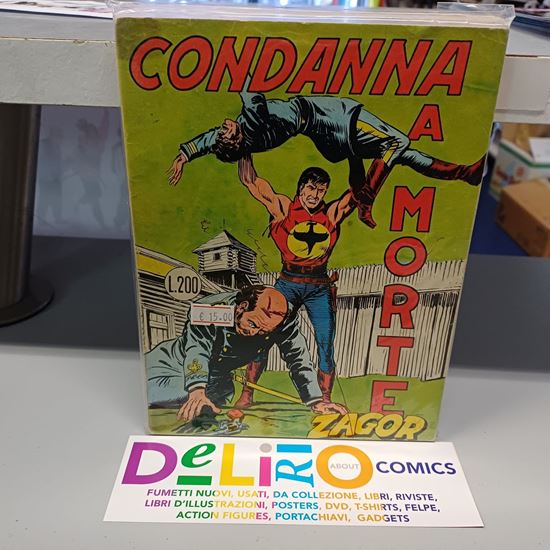 CONDANNA
A
MORTE
L.200
€ 15.00
ZAGOR
DeLiRiO ABOUT COMICS
FUMETTI NUOVI, USATI, DA COLLEZIONE, LIBRI, RIVISTE,
LIBRI D'ILLUSTRAZIONI, POSTERS, DVD, T-SHIRTS, FELPE,
ACTION FIGURES, PORTACHIAVI, GADGETS